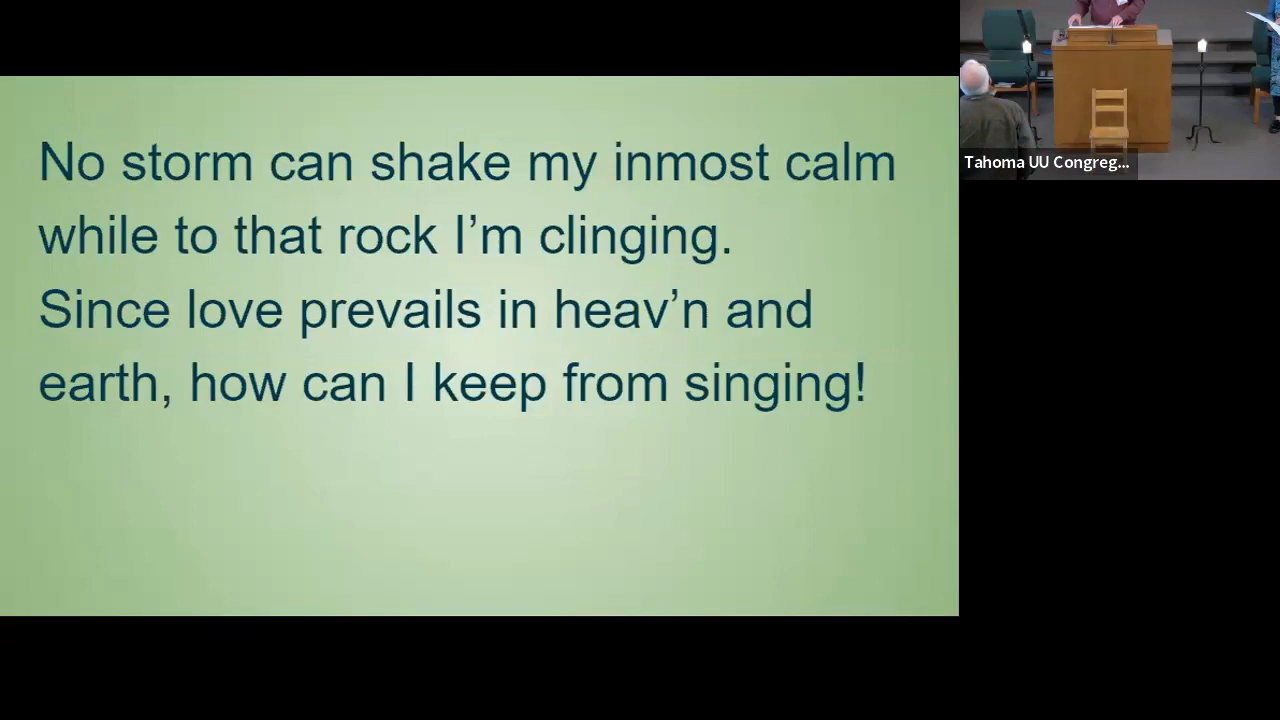 No storm can shake my inmost calm
while to that rock I’m clinging.
Since love prevails in heav’n and
earth, how can I keep from singing!
Tahoma UU Congreg...